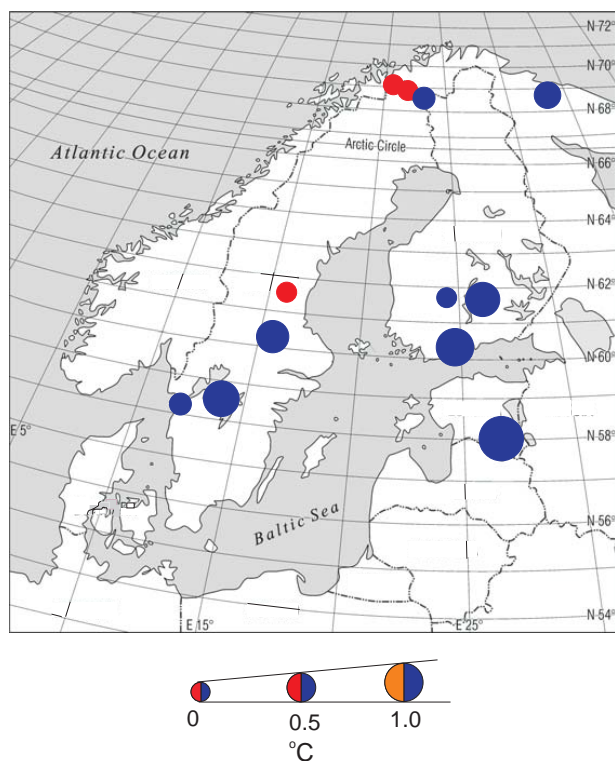 N 72°
N 70°
N 68°
Atlantic Ocean
Arctic Circle
N 66°
N 64°
N 62°
N 60°
E 5°
N 58°
Baltic Sea
N 56°
N 54°
E 15°
E 25°
0
0.5
1.0
°C